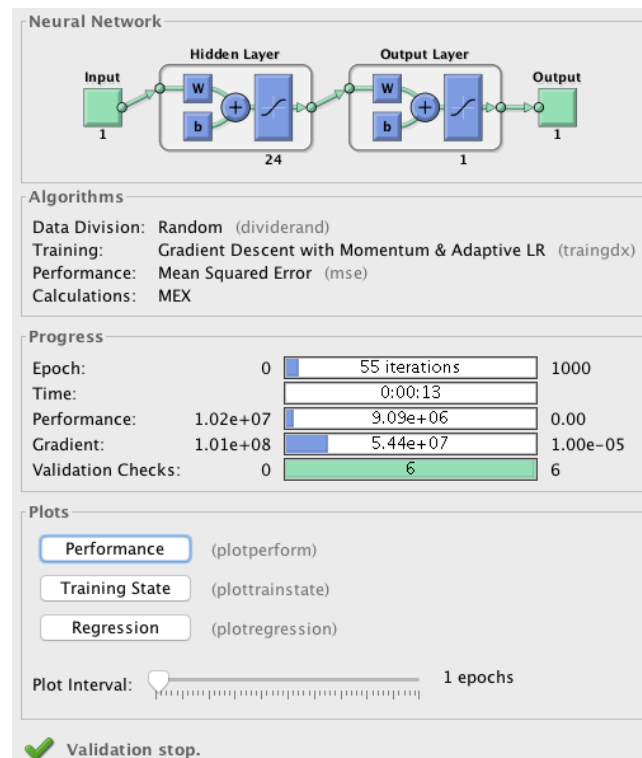 Neural Network
Hidden Layer Output Layer
Input Output
W W
b b
1 24 1 1
Algorithms
Data Division: Random (dividerand)
Training: Gradient Descent with Momentum & Adaptive LR (traingdx)
Performance: Mean Squared Error (mse)
Calculations: MEX
Progress
Epoch: 0 55 iterations 1000
Time: 0:00:13
Performance: 1.02e+07 9.09e+06 0.00
Gradient: 1.01e+08 5.44e+07 1.00e-05
Validation Checks: 0 6 6
Plots
Performance (plotperform)
Training State (plottrainstate)
Regression (plotregression)
Plot Interval: 1 epochs
Validation stop.